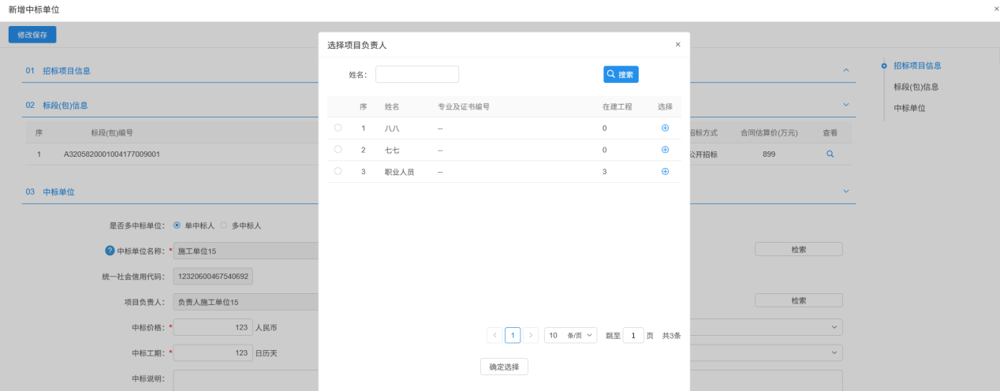 新增中标单位 ×
修改保存
选择项目负责人 ×
姓名: 搜索
序 姓名 专业及证书编号 在建工程 选择
1 八八 -- 0
2 七七 -- 0
3 职业人员 -- 3
1 10 条/页 跳至 1 页 共3条
确定选择
01 招标项目信息
02 标段(包)信息
序 标段(包)编号 招标方式 合同估算价(万元) 查看
1 A3205820001004177009001 公开招标 899
03 中标单位
是否多中标单位: 单中标人 多中标人
? 中标单位名称: * 施工单位15 检索
统一社会信用代码: 12320600467540692
项目负责人: 负责人施工单位15 检索
中标价格: * 123 人民币
中标工期: * 123 日历天
中标说明:
招标项目信息
标段(包)信息
中标单位